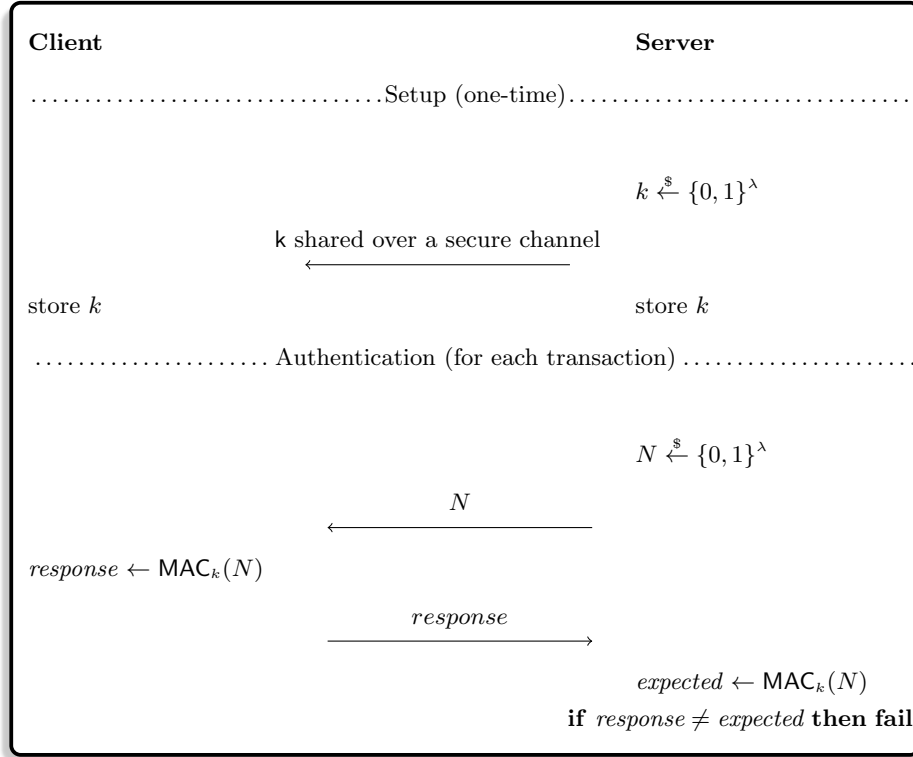 Client Server
..................................Setup (one-time)..................................
k ←$ {0, 1}^λ
k shared over a secure channel
store k store k
...................... Authentication (for each transaction) ......................
N ←$ {0, 1}^λ
N
response ← MAC_k(N)
response
expected ← MAC_k(N)
if response ≠ expected then fail